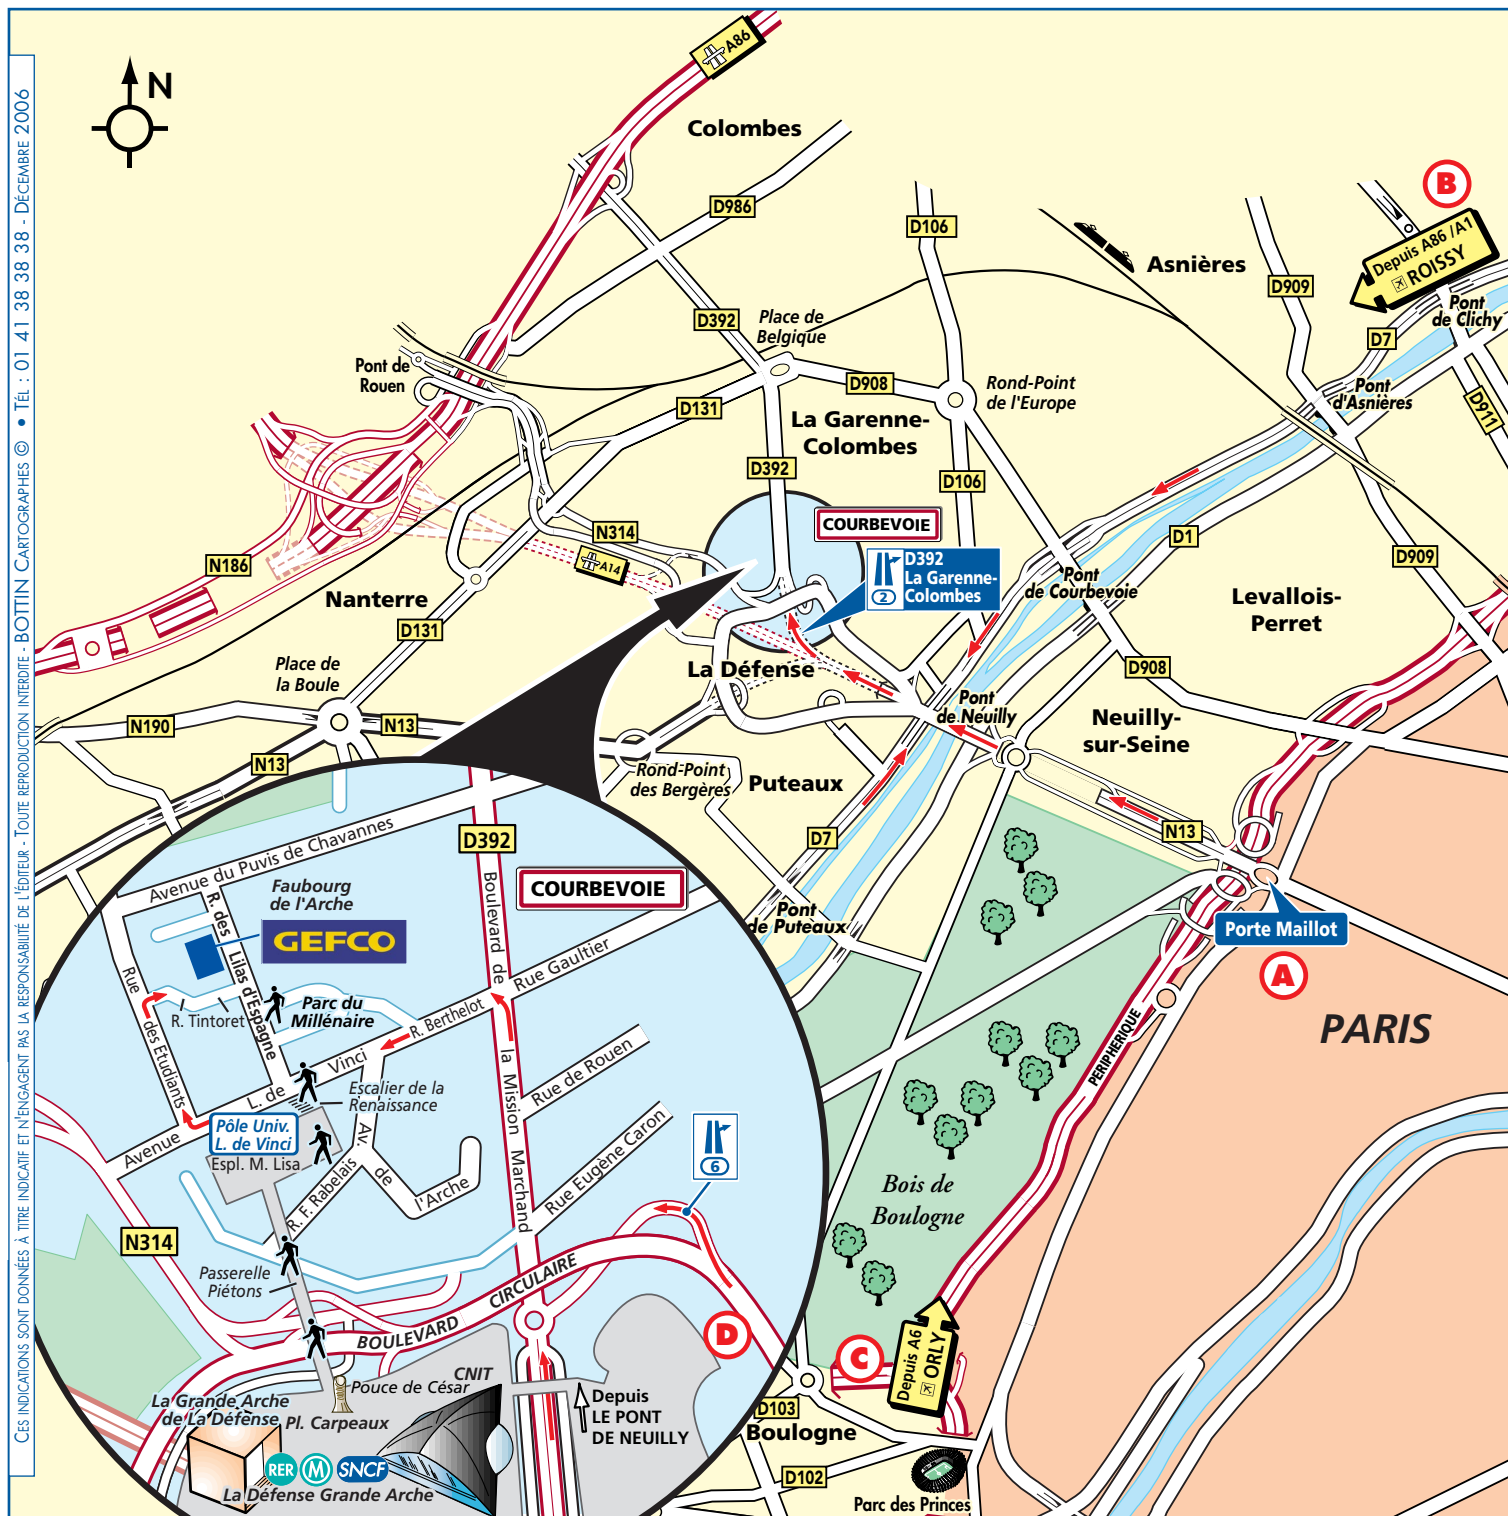 CES INDICATIONS SONT DONNÉES À TITRE INDICATIF ET N'ENGAGENT PAS LA RESPONSABILITÉ DE L'ÉDITEUR - TOUTE REPRODUCTION INTERDITE - BOTTIN CARTOGRAPHES © • TÉL : 01 41 38 38 38 - DÉCEMBRE 2006
N
A86
Colombes
B
D986
D106
Depuis A86 /A1
ROISSY
Asnières
D909
Pont
de Clichy
D392
Place de
Belgique
D7
Pont de
Rouen
D908
Rond-Point
de l'Europe
Pont
d'Asnières
D131
D911
La Garenne-
Colombes
D392
D106
COURBEVOIE
N314
D1
A14
D392
La Garenne-
Colombes
2
D909
N186
Pont
de Courbevoie
Levallois-
Perret
Nanterre
D131
Place de
la Boule
La Défense
D908
Pont
de Neuilly
Neuilly-
sur-Seine
N190
N13
N13
Rond-Point
des Bergères
Puteaux
N13
D7
Pont
de Puteaux
Porte Maillot
A
PARIS
PERIPHERIQUE
Bois de
Boulogne
Depuis A6
ORLY
C
D103
Boulogne
D102
Parc des Princes
D392
Avenue du Puvis de Chavannes
Faubourg
de l'Arche
COURBEVOIE
GEFCO
R. des Lilas d'Espagne
Boulevard de la Mission Marchand
Rue Gaultier
Rue des Etudiants
R. Tintoret
Parc du
Millénaire
R. Berthelot
Avenue L. de Vinci
Rue de Rouen
Escalier de la
Renaissance
Pôle Univ.
L. de Vinci
Espl. M. Lisa
Av. de l'Arche
Rue Eugène Caron
6
R. F. Rabelais
N314
Passerelle
Piétons
BOULEVARD CIRCULAIRE
D
CNIT
Pouce de César
La Grande Arche
de La Défense
Pl. Carpeaux
Depuis
LE PONT
DE NEUILLY
RER
M
SNCF
La Défense Grande Arche